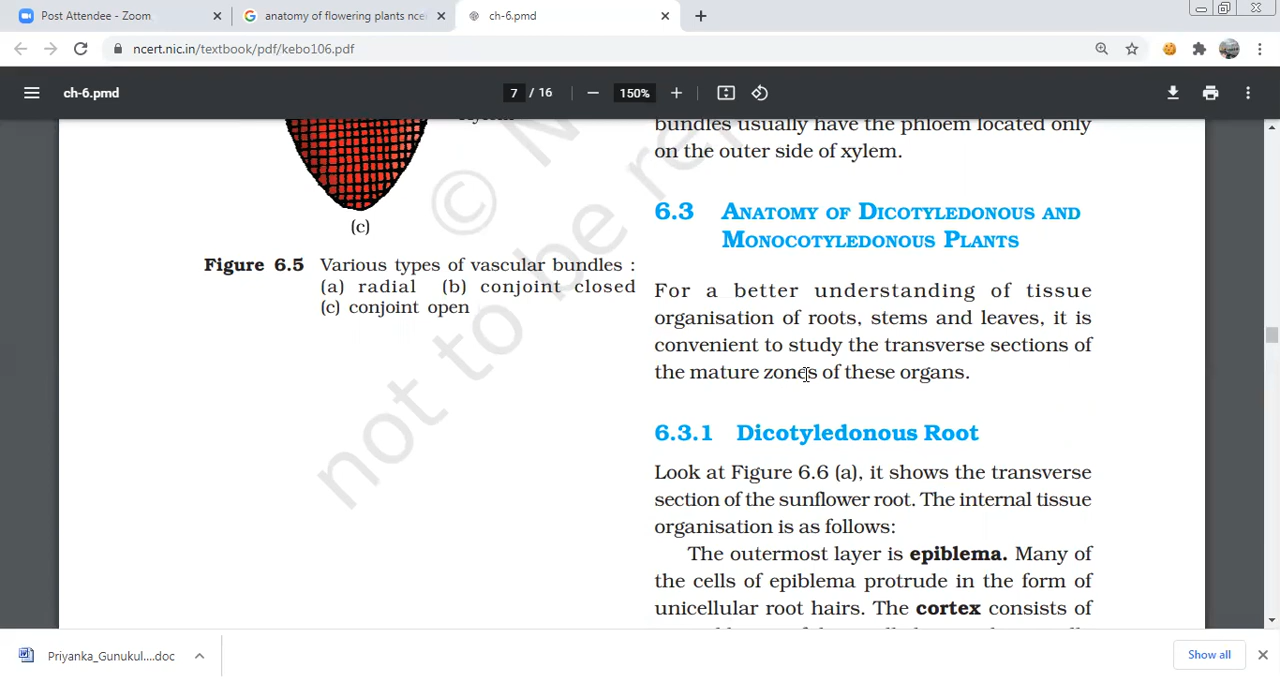 Post Attendee - Zoom
anatomy of flowering plants nce
ch-6.pmd
ncert.nic.in/textbook/pdf/kebo106.pdf
ch-6.pmd
7 / 16
150%
(c)
Figure 6.5 Various types of vascular bundles :
(a) radial (b) conjoint closed
(c) conjoint open
bundles usually have the phloem located only
on the outer side of xylem.
6.3 ANATOMY OF DICOTYLEDONOUS AND
MONOCOTYLEDONOUS PLANTS
For a better understanding of tissue
organisation of roots, stems and leaves, it is
convenient to study the transverse sections of
the mature zones of these organs.
6.3.1 Dicotyledonous Root
Look at Figure 6.6 (a), it shows the transverse
section of the sunflower root. The internal tissue
organisation is as follows:
The outermost layer is epiblema. Many of
the cells of epiblema protrude in the form of
unicellular root hairs. The cortex consists of
© N
not to be re
Priyanka_Gunukul....doc
Show all